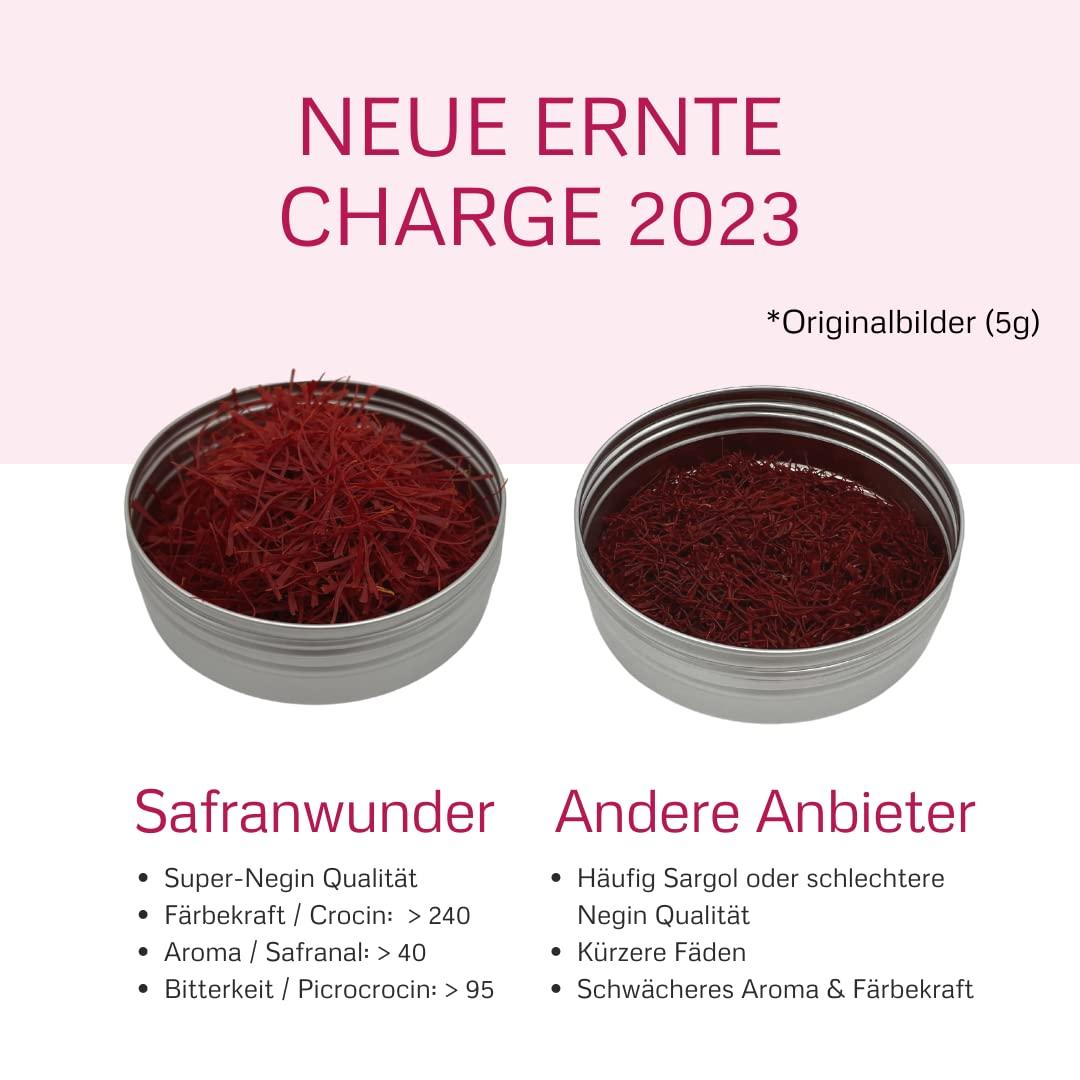 NEUE ERNTE
CHARGE 2023
*Originalbilder (5g)
Safranwunder
• Super-Negin Qualität
• Färbekraft / Crocin: > 240
• Aroma / Safranal: > 40
• Bitterkeit / Picrocrocin: > 95
Andere Anbieter
• Häufig Sargol oder schlechtere
Negin Qualität
• Kürzere Fäden
• Schwächeres Aroma & Färbekraft